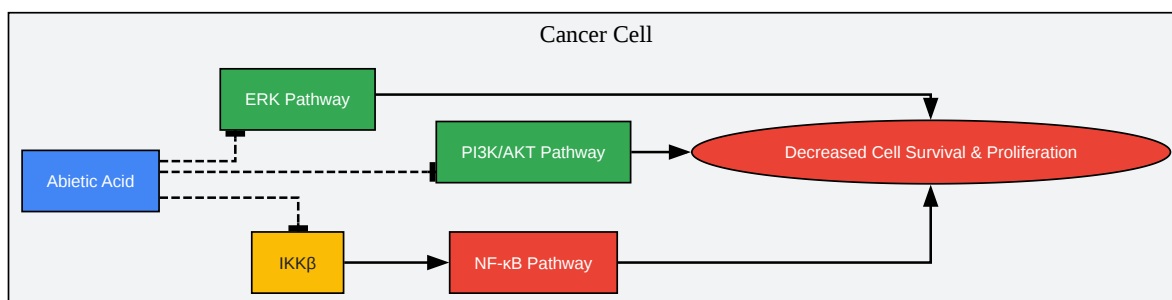 Cancer Cell
ERK Pathway
PI3K/AKT Pathway
Decreased Cell Survival & Proliferation
Abietic Acid
IKKβ
NF-κB Pathway